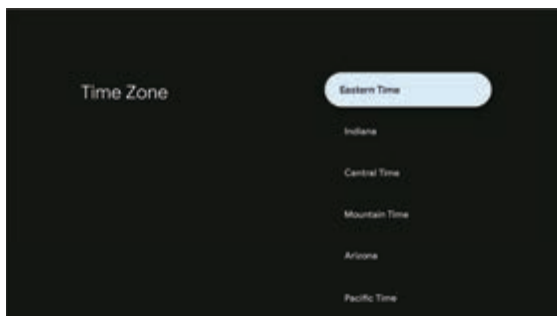 Time Zone
Eastern Time
Indiana
Central Time
Mountain Time
Arizona
Pacific Time